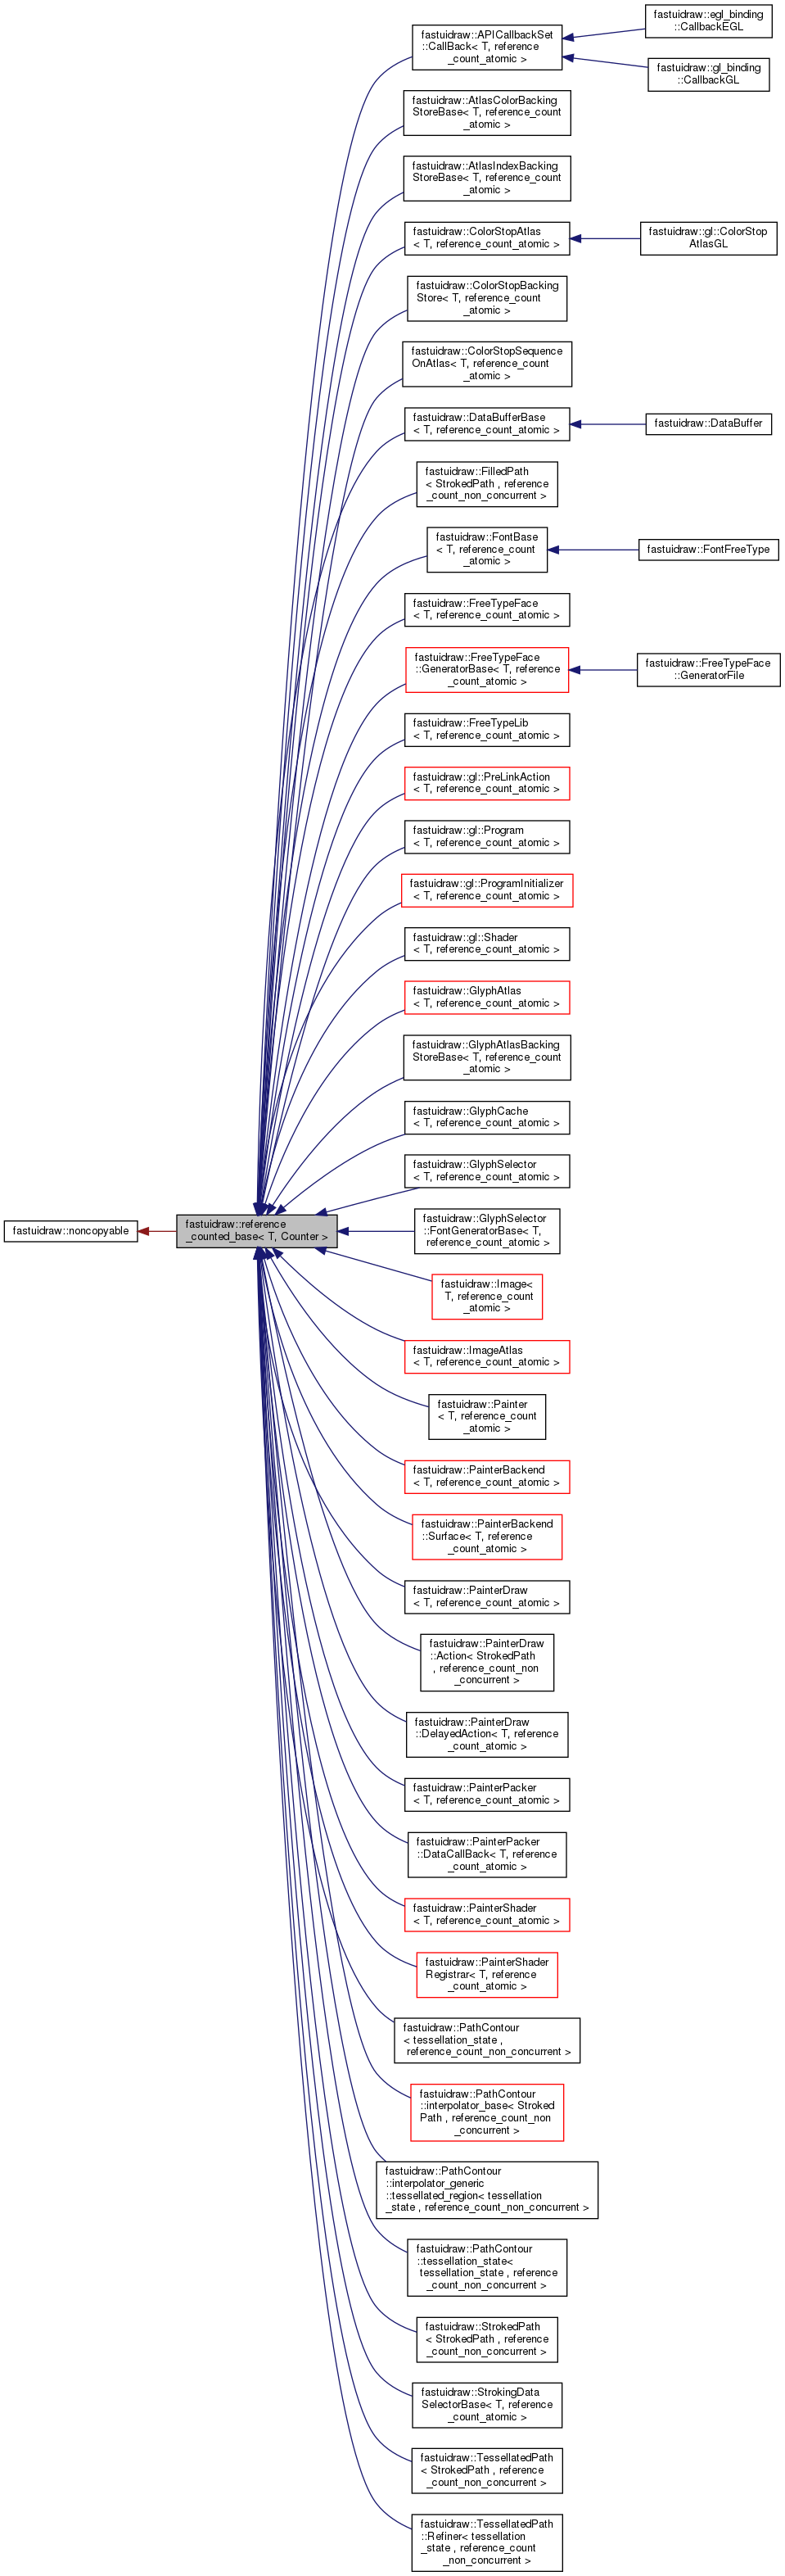 fastuidraw::APICallbackSet
::CallBack< T, reference
_count_atomic >
fastuidraw::egl_binding
::CallbackEGL
fastuidraw::gl_binding
::CallbackGL
fastuidraw::AtlasColorBacking
StoreBase< T, reference_count
_atomic >
fastuidraw::AtlasIndexBacking
StoreBase< T, reference_count
_atomic >
fastuidraw::ColorStopAtlas
< T, reference_count_atomic >
fastuidraw::gl::ColorStop
AtlasGL
fastuidraw::ColorStopBacking
Store< T, reference_count
_atomic >
fastuidraw::ColorStopSequence
OnAtlas< T, reference_count
_atomic >
fastuidraw::DataBufferBase
< T, reference_count_atomic >
fastuidraw::DataBuffer
fastuidraw::FilledPath
< StrokedPath , reference
_count_non_concurrent >
fastuidraw::FontBase
< T, reference_count
_atomic >
fastuidraw::FontFreeType
fastuidraw::FreeTypeFace
< T, reference_count_atomic >
fastuidraw::FreeTypeFace
::GeneratorBase< T, reference
_count_atomic >
fastuidraw::FreeTypeFace
::GeneratorFile
fastuidraw::FreeTypeLib
< T, reference_count_atomic >
fastuidraw::gl::PreLinkAction
< T, reference_count_atomic >
fastuidraw::gl::Program
< T, reference_count_atomic >
fastuidraw::gl::ProgramInitializer
< T, reference_count_atomic >
fastuidraw::gl::Shader
< T, reference_count_atomic >
fastuidraw::GlyphAtlas
< T, reference_count_atomic >
fastuidraw::GlyphAtlasBacking
StoreBase< T, reference_count
_atomic >
fastuidraw::GlyphCache
< T, reference_count_atomic >
fastuidraw::GlyphSelector
< T, reference_count_atomic >
fastuidraw::noncopyable
fastuidraw::reference
_counted_base< T, Counter >
fastuidraw::GlyphSelector
::FontGeneratorBase< T,
reference_count_atomic >
fastuidraw::Image<
T, reference_count
_atomic >
fastuidraw::ImageAtlas
< T, reference_count_atomic >
fastuidraw::Painter
< T, reference_count
_atomic >
fastuidraw::PainterBackend
< T, reference_count_atomic >
fastuidraw::PainterBackend
::Surface< T, reference
_count_atomic >
fastuidraw::PainterDraw
< T, reference_count_atomic >
fastuidraw::PainterDraw
::Action< StrokedPath
, reference_count_non
_concurrent >
fastuidraw::PainterDraw
::DelayedAction< T, reference
_count_atomic >
fastuidraw::PainterPacker
< T, reference_count_atomic >
fastuidraw::PainterPacker
::DataCallBack< T, reference
_count_atomic >
fastuidraw::PainterShader
< T, reference_count_atomic >
fastuidraw::PainterShader
Registrar< T, reference
_count_atomic >
fastuidraw::PathContour
< tessellation_state ,
reference_count_non_concurrent >
fastuidraw::PathContour
::interpolator_base< Stroked
Path , reference_count_non
_concurrent >
fastuidraw::PathContour
::interpolator_generic
::tessellated_region< tessellation
_state , reference_count_non_concurrent >
fastuidraw::PathContour
::tessellation_state<
tessellation_state , reference
_count_non_concurrent >
fastuidraw::StrokedPath
< StrokedPath , reference
_count_non_concurrent >
fastuidraw::StrokingData
SelectorBase< T, reference
_count_atomic >
fastuidraw::TessellatedPath
< StrokedPath , reference
_count_non_concurrent >
fastuidraw::TessellatedPath
::Refiner< tessellation
_state , reference_count
_non_concurrent >